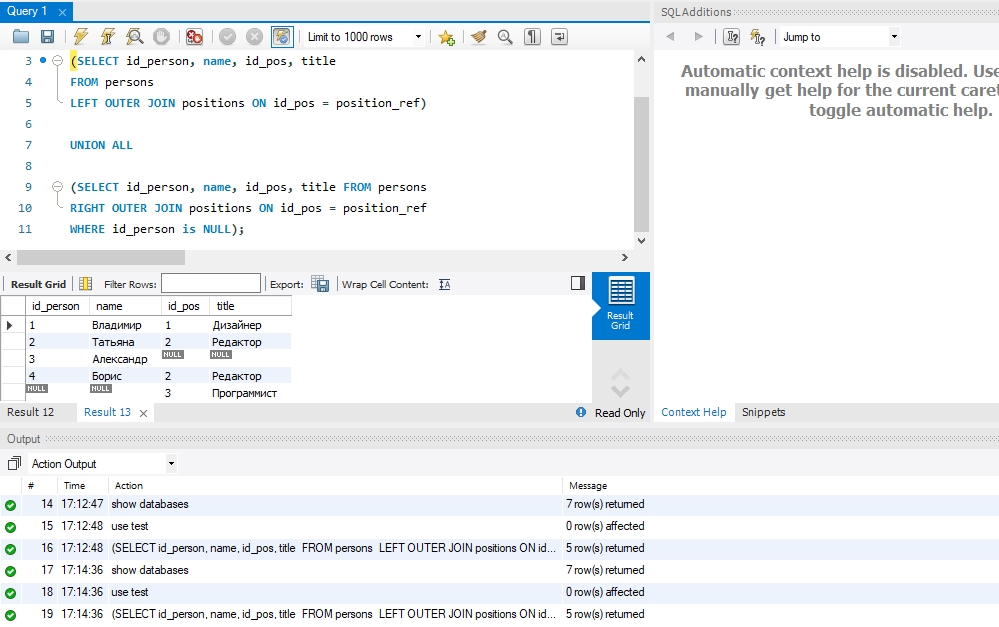 Query 1
SQLAdditions
Limit to 1000 rows
Jump to
3 (SELECT id_person, name, id_pos, title
4 FROM persons
5 LEFT OUTER JOIN positions ON id_pos = position_ref)
6
7 UNION ALL
8
9 (SELECT id_person, name, id_pos, title FROM persons
10 RIGHT OUTER JOIN positions ON id_pos = position_ref
11 WHERE id_person is NULL);
Automatic context help is disabled. Use
manually get help for the current caret
toggle automatic help.
Result Grid Filter Rows: Export: Wrap Cell Content:
id_person name id_pos title
1 Владимир 1 Дизайнер
2 Татьяна 2 Редактор
3 Александр NULL NULL
4 Борис 2 Редактор
NULL NULL 3 Программист
Result
Grid
Result 12 Result 13 Read Only
Context Help Snippets
Output
Action Output
# Time Action Message
14 17:12:47 show databases 7 row(s) returned
15 17:12:48 use test 0 row(s) affected
16 17:12:48 (SELECT id_person, name, id_pos, title FROM persons LEFT OUTER JOIN positions ON id... 5 row(s) returned
17 17:14:36 show databases 7 row(s) returned
18 17:14:36 use test 0 row(s) affected
19 17:14:36 (SELECT id_person, name, id_pos, title FROM persons LEFT OUTER JOIN positions ON id... 5 row(s) returned